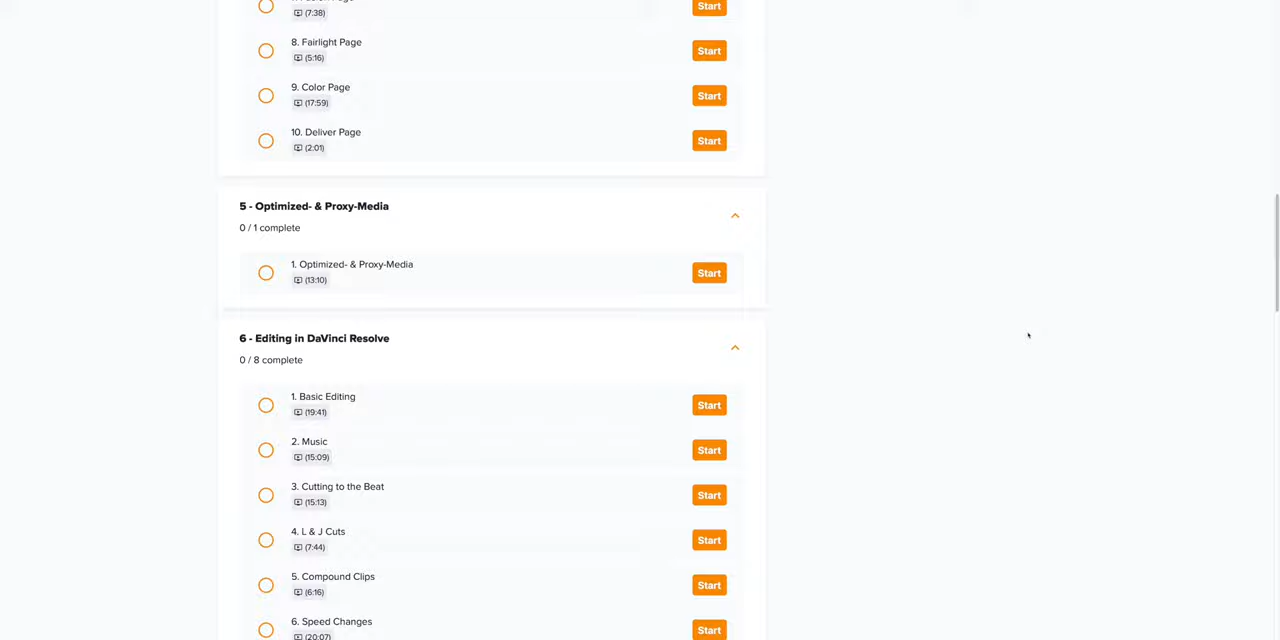 (7:38)
8. Fairlight Page
Start
(5:16)
Start
9. Color Page
(17:59)
Start
10. Deliver Page
(2:01)
Start
5 - Optimized- & Proxy-Media
0 / 1 complete
1. Optimized- & Proxy-Media
(13:10)
Start
6 - Editing in DaVinci Resolve
0 / 8 complete
1. Basic Editing
(19:41)
Start
2. Music
(15:09)
Start
3. Cutting to the Beat
(15:13)
Start
4. L & J Cuts
(7:44)
Start
5. Compound Clips
(6:16)
Start
6. Speed Changes
(20:07)
Start